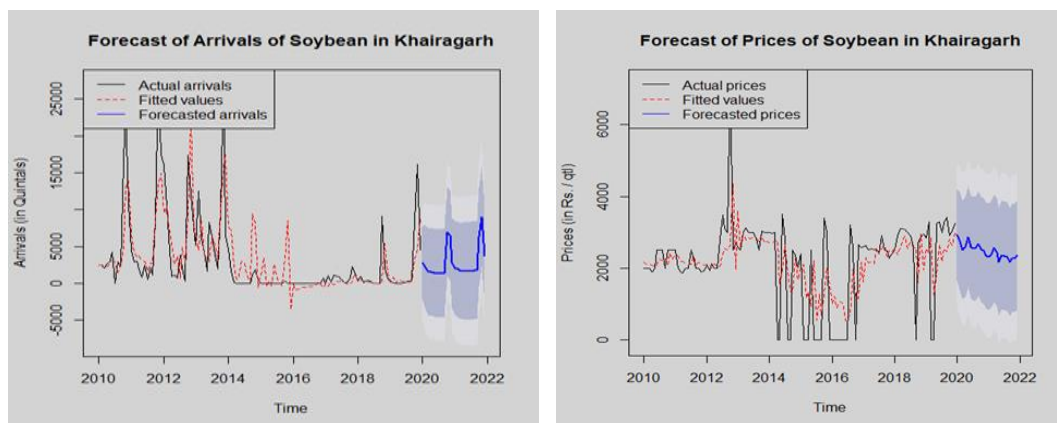 Forecast of Arrivals of Soybean in Khairagarh
Actual arrivals
Fitted values
Forecasted arrivals
Arrivals (in Quintals)
25000
15000
5000
0
-5000
2010 2012 2014 2016 2018 2020 2022
Time
Forecast of Prices of Soybean in Khairagarh
Actual prices
Fitted values
Forecasted prices
Prices (in Rs. / qtl)
6000
4000
2000
0
2010 2012 2014 2016 2018 2020 2022
Time